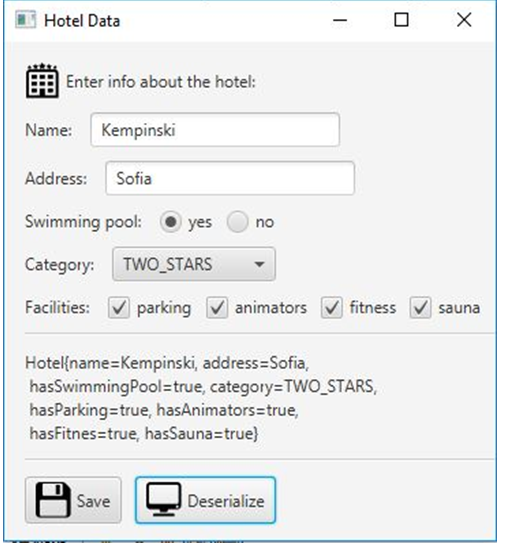 Hotel Data
Enter info about the hotel:
Name: Kempinski
Address: Sofia
Swimming pool: yes no
Category: TWO_STARS
Facilities: parking animators fitness sauna
Hotel{name=Kempinski, address=Sofia,
hasSwimmingPool=true, category=TWO_STARS,
hasParking=true, hasAnimators=true,
hasFitnes=true, hasSauna=true}
Save Deserialize